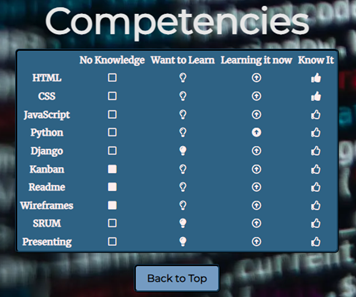 Competencies
No Knowledge Want to Learn Learning it now Know It
HTML
CSS
JavaScript
Python
Django
Kanban
Readme
Wireframes
SRUM
Presenting
Back to Top